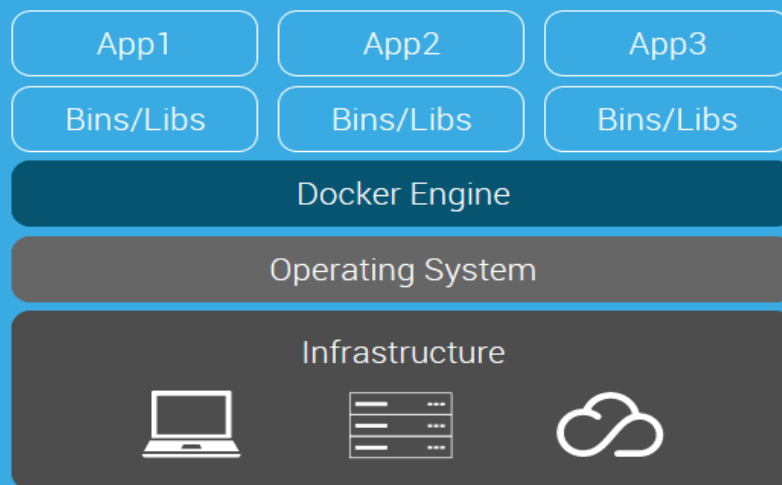 App1 App2 App3
Bins/Libs Bins/Libs Bins/Libs
Docker Engine
Operating System
Infrastructure